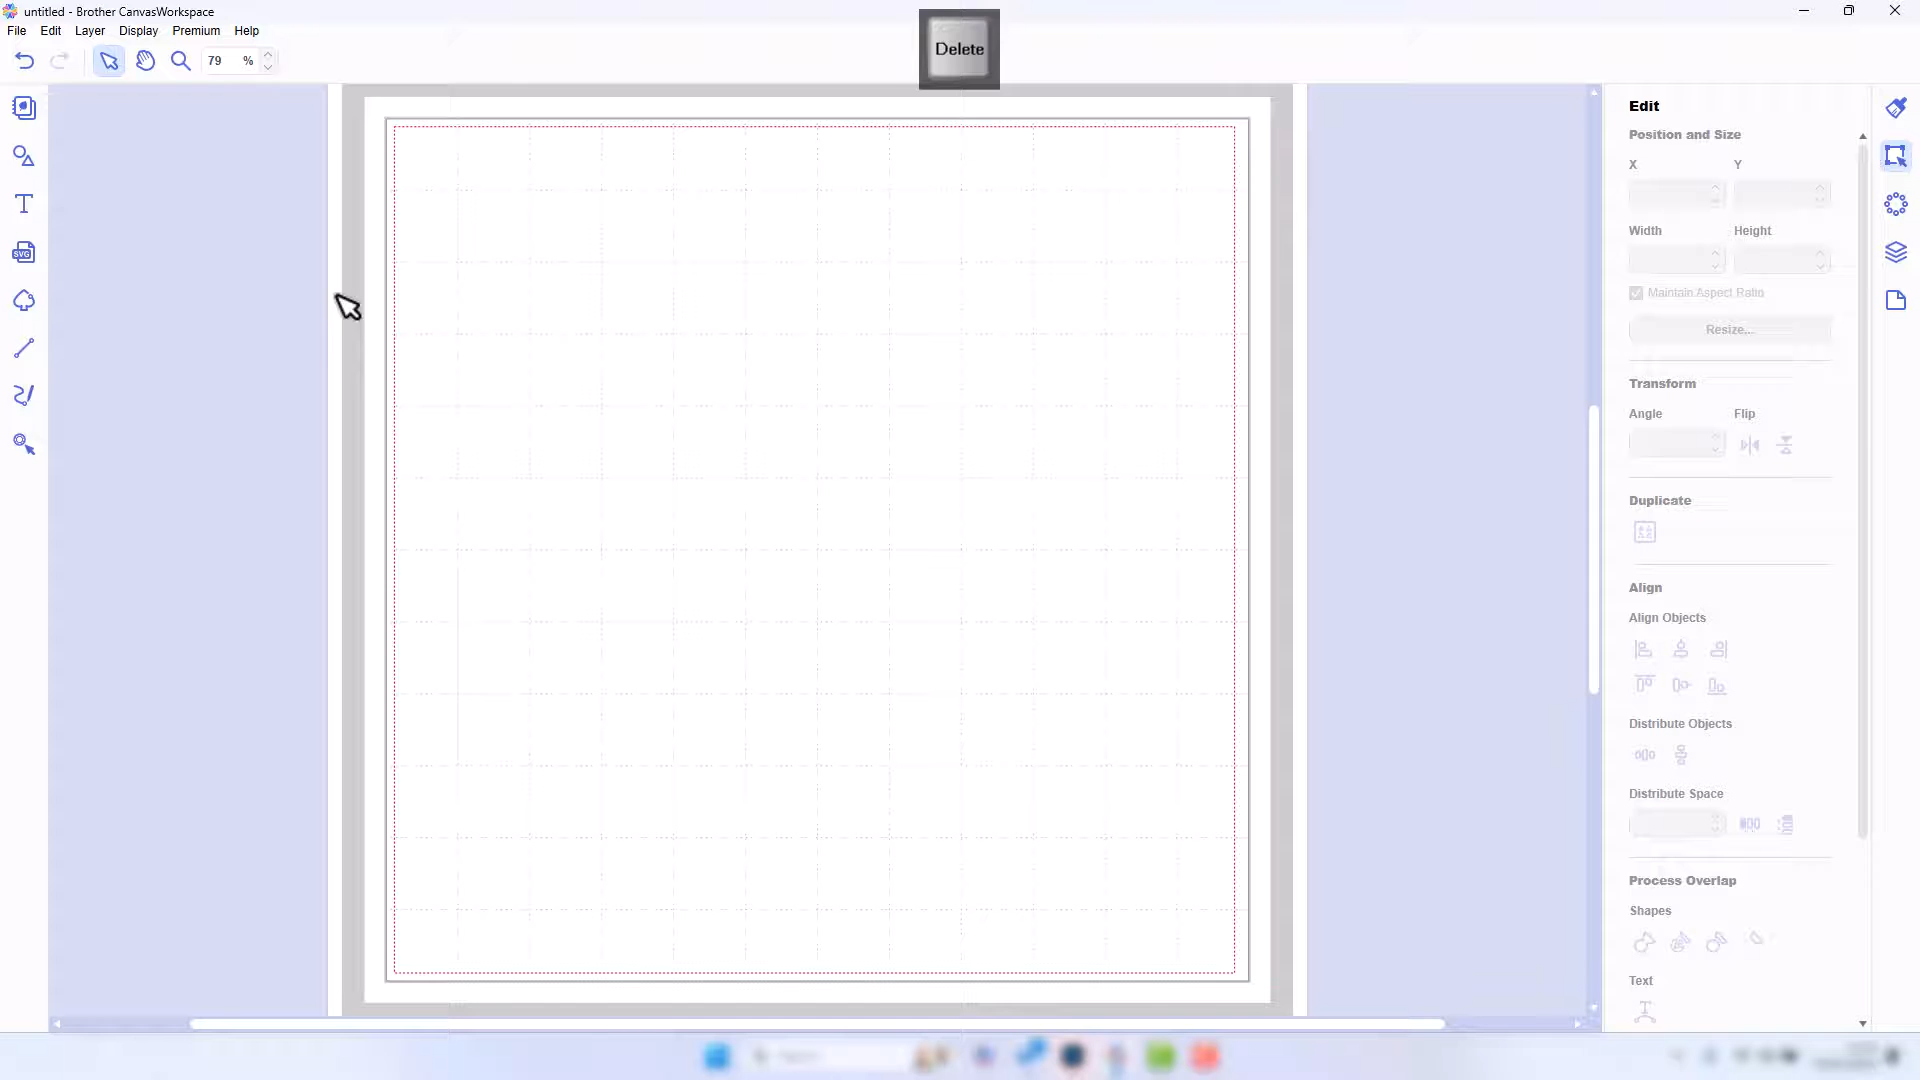 untitled - Brother CanvasWorkspace
File Edit Layer Display Premium Help
Delete
79 %
SVG
Edit
Position and Size
X Y
Width Height
Maintain Aspect Ratio
Resize...
Transform
Angle Flip
Duplicate
Align
Align Objects
Distribute Objects
Distribute Space
Process Overlap
Shapes
Text